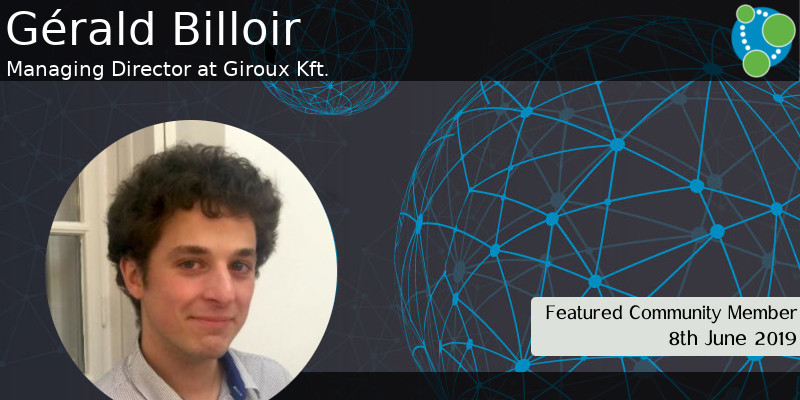 Gérald Billoir
Managing Director at Giroux Kft.
Featured Community Member
8th June 2019